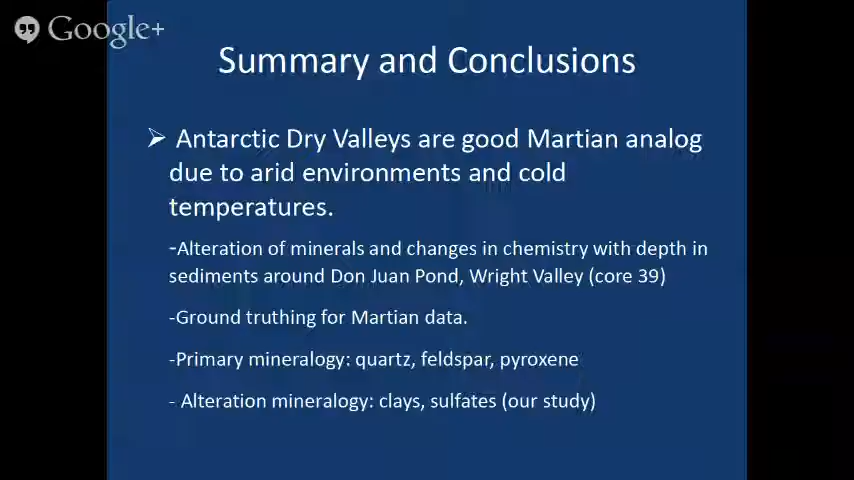 Google+
Summary and Conclusions
➢ Antarctic Dry Valleys are good Martian analog
due to arid environments and cold
temperatures.
-Alteration of minerals and changes in chemistry with depth in
sediments around Don Juan Pond, Wright Valley (core 39)
-Ground truthing for Martian data.
-Primary mineralogy: quartz, feldspar, pyroxene
- Alteration mineralogy: clays, sulfates (our study)